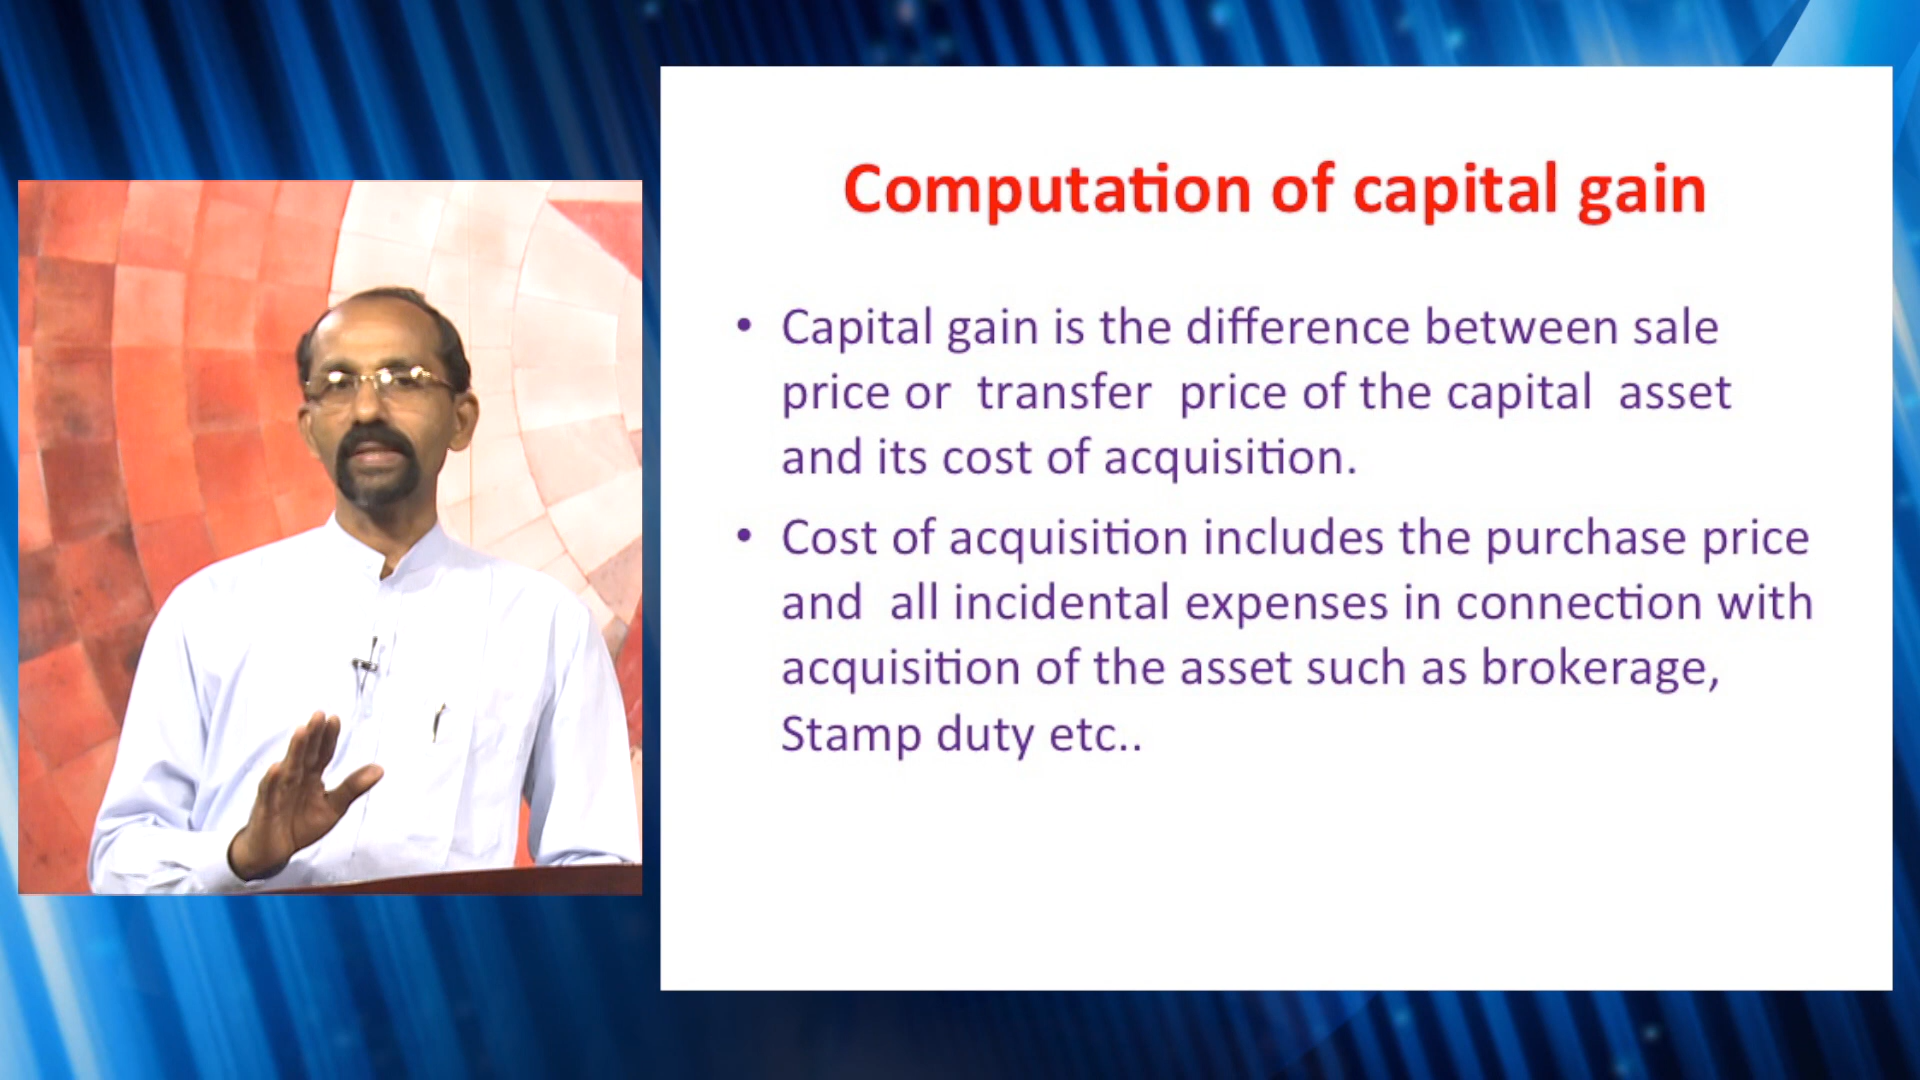 Computation of capital gain
• Capital gain is the difference between sale
price or transfer price of the capital asset
and its cost of acquisition.
• Cost of acquisition includes the purchase price
and all incidental expenses in connection with
acquisition of the asset such as brokerage,
Stamp duty etc..